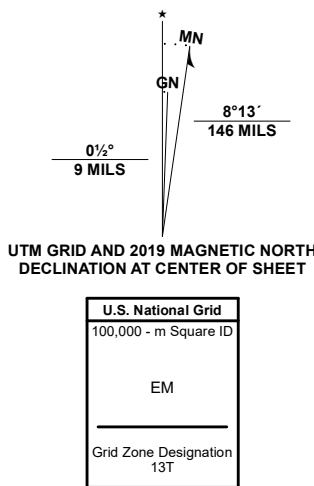 ★
MN
GN
8°13´
146 MILS
0½°
9 MILS
UTM GRID AND 2019 MAGNETIC NORTH
DECLINATION AT CENTER OF SHEET
U.S. National Grid
100,000 - m Square ID
EM
Grid Zone Designation
13T